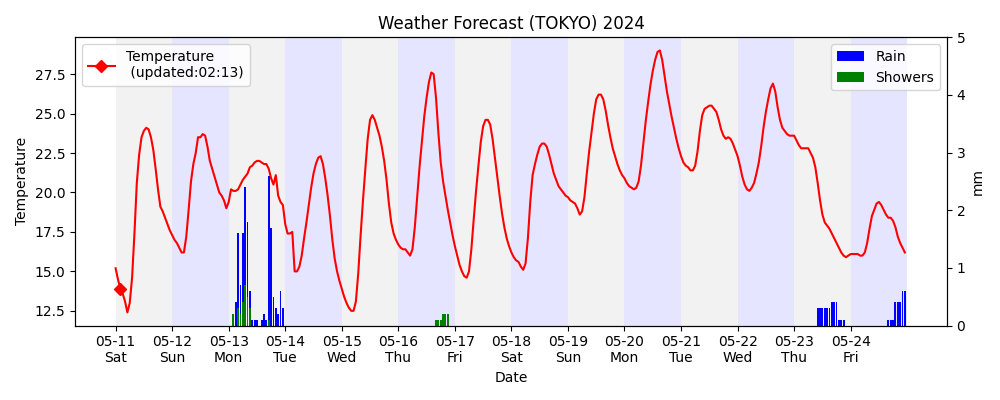 Weather Forecast (TOKYO) 2024
Temperature
(updated:02:13)
Rain
Showers
27.5
25.0
22.5
20.0
17.5
15.0
12.5
Temperature
5
4
3
2
1
0
mm
05-11 05-12 05-13 05-14 05-15 05-16 05-17 05-18 05-19 05-20 05-21 05-22 05-23 05-24
Sat Sun Mon Tue Wed Thu Fri Sat Sun Mon Tue Wed Thu Fri
Date